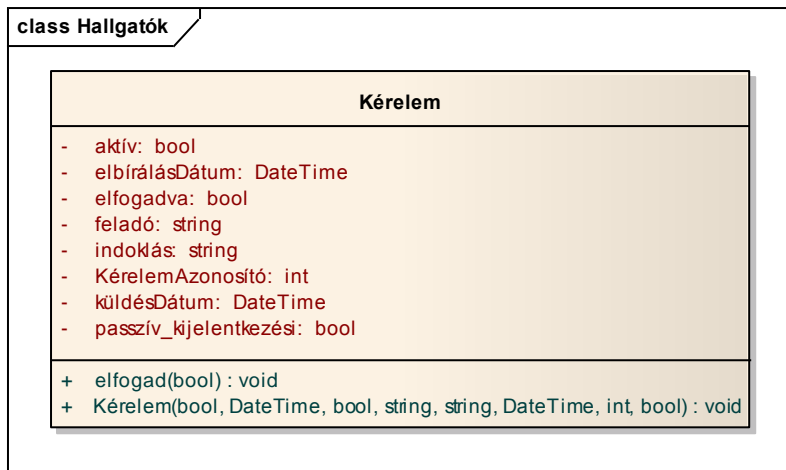 class Hallgatók
Kérelem
- aktív: bool
- elbírálásDátum: DateTime
- elfogadva: bool
- feladó: string
- indoklás: string
- KérelemAzonosító: int
- küldésDátum: DateTime
- passzív_kijelentkezési: bool
+ elfogad(bool) : void
+ Kérelem(bool, DateTime, bool, string, string, DateTime, int, bool) : void